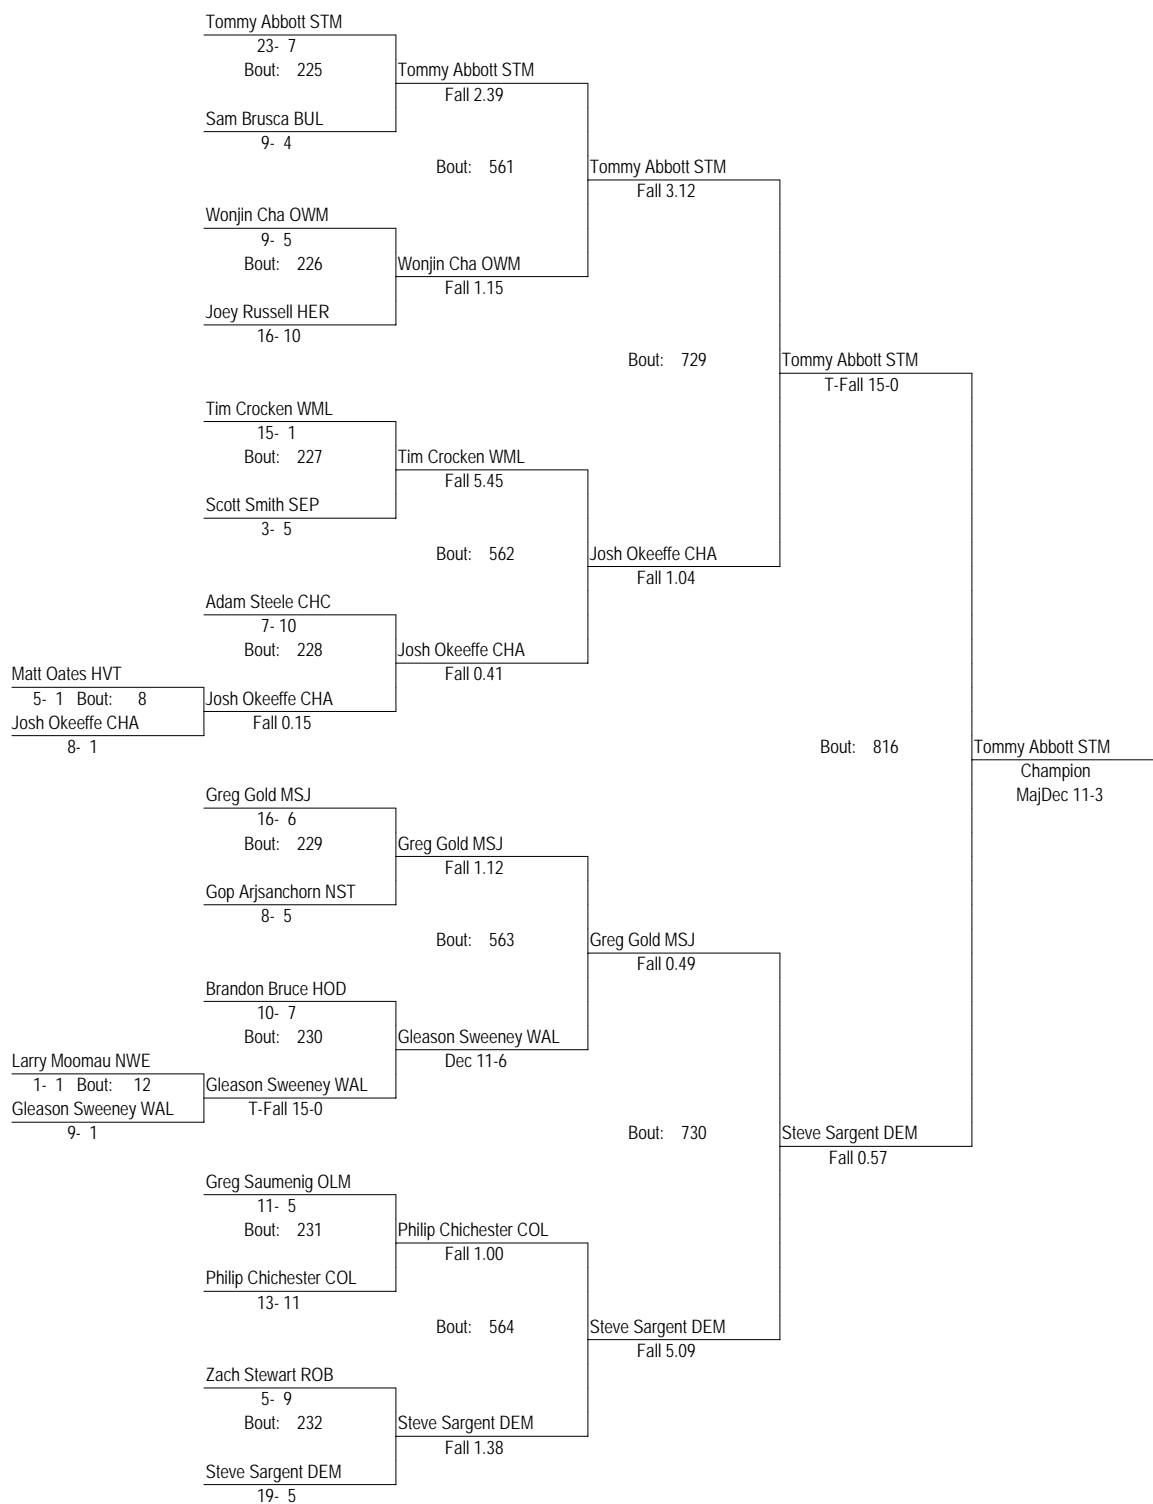 Tommy Abbott STM
23- 7
Bout: 225
Tommy Abbott STM
Fall 2.39
Sam Brusca BUL
9- 4
Bout: 561
Tommy Abbott STM
Fall 3.12
Wonjin Cha OWM
9- 5
Bout: 226
Wonjin Cha OWM
Fall 1.15
Joey Russell HER
16- 10
Bout: 729
Tommy Abbott STM
T-Fall 15-0
Tim Crocken WML
15- 1
Bout: 227
Tim Crocken WML
Fall 5.45
Scott Smith SEP
3- 5
Bout: 562
Josh Okeeffe CHA
Fall 1.04
Adam Steele CHC
7- 10
Bout: 228
Josh Okeeffe CHA
Fall 0.41
Matt Oates HVT
5- 1 Bout: 8
Josh Okeeffe CHA
Fall 0.15
Josh Okeeffe CHA
8- 1
Bout: 816
Tommy Abbott STM
Champion
MajDec 11-3
Greg Gold MSJ
16- 6
Bout: 229
Greg Gold MSJ
Fall 1.12
Gop Arjsanchorn NST
8- 5
Bout: 563
Greg Gold MSJ
Fall 0.49
Brandon Bruce HOD
10- 7
Bout: 230
Gleason Sweeney WAL
Dec 11-6
Larry Moomau NWE
1- 1 Bout: 12
Gleason Sweeney WAL
T-Fall 15-0
Gleason Sweeney WAL
9- 1
Bout: 730
Steve Sargent DEM
Fall 0.57
Greg Saumenig OLM
11- 5
Bout: 231
Philip Chichester COL
Fall 1.00
Philip Chichester COL
13- 11
Bout: 564
Steve Sargent DEM
Fall 5.09
Zach Stewart ROB
5- 9
Bout: 232
Steve Sargent DEM
Fall 1.38
Steve Sargent DEM
19- 5